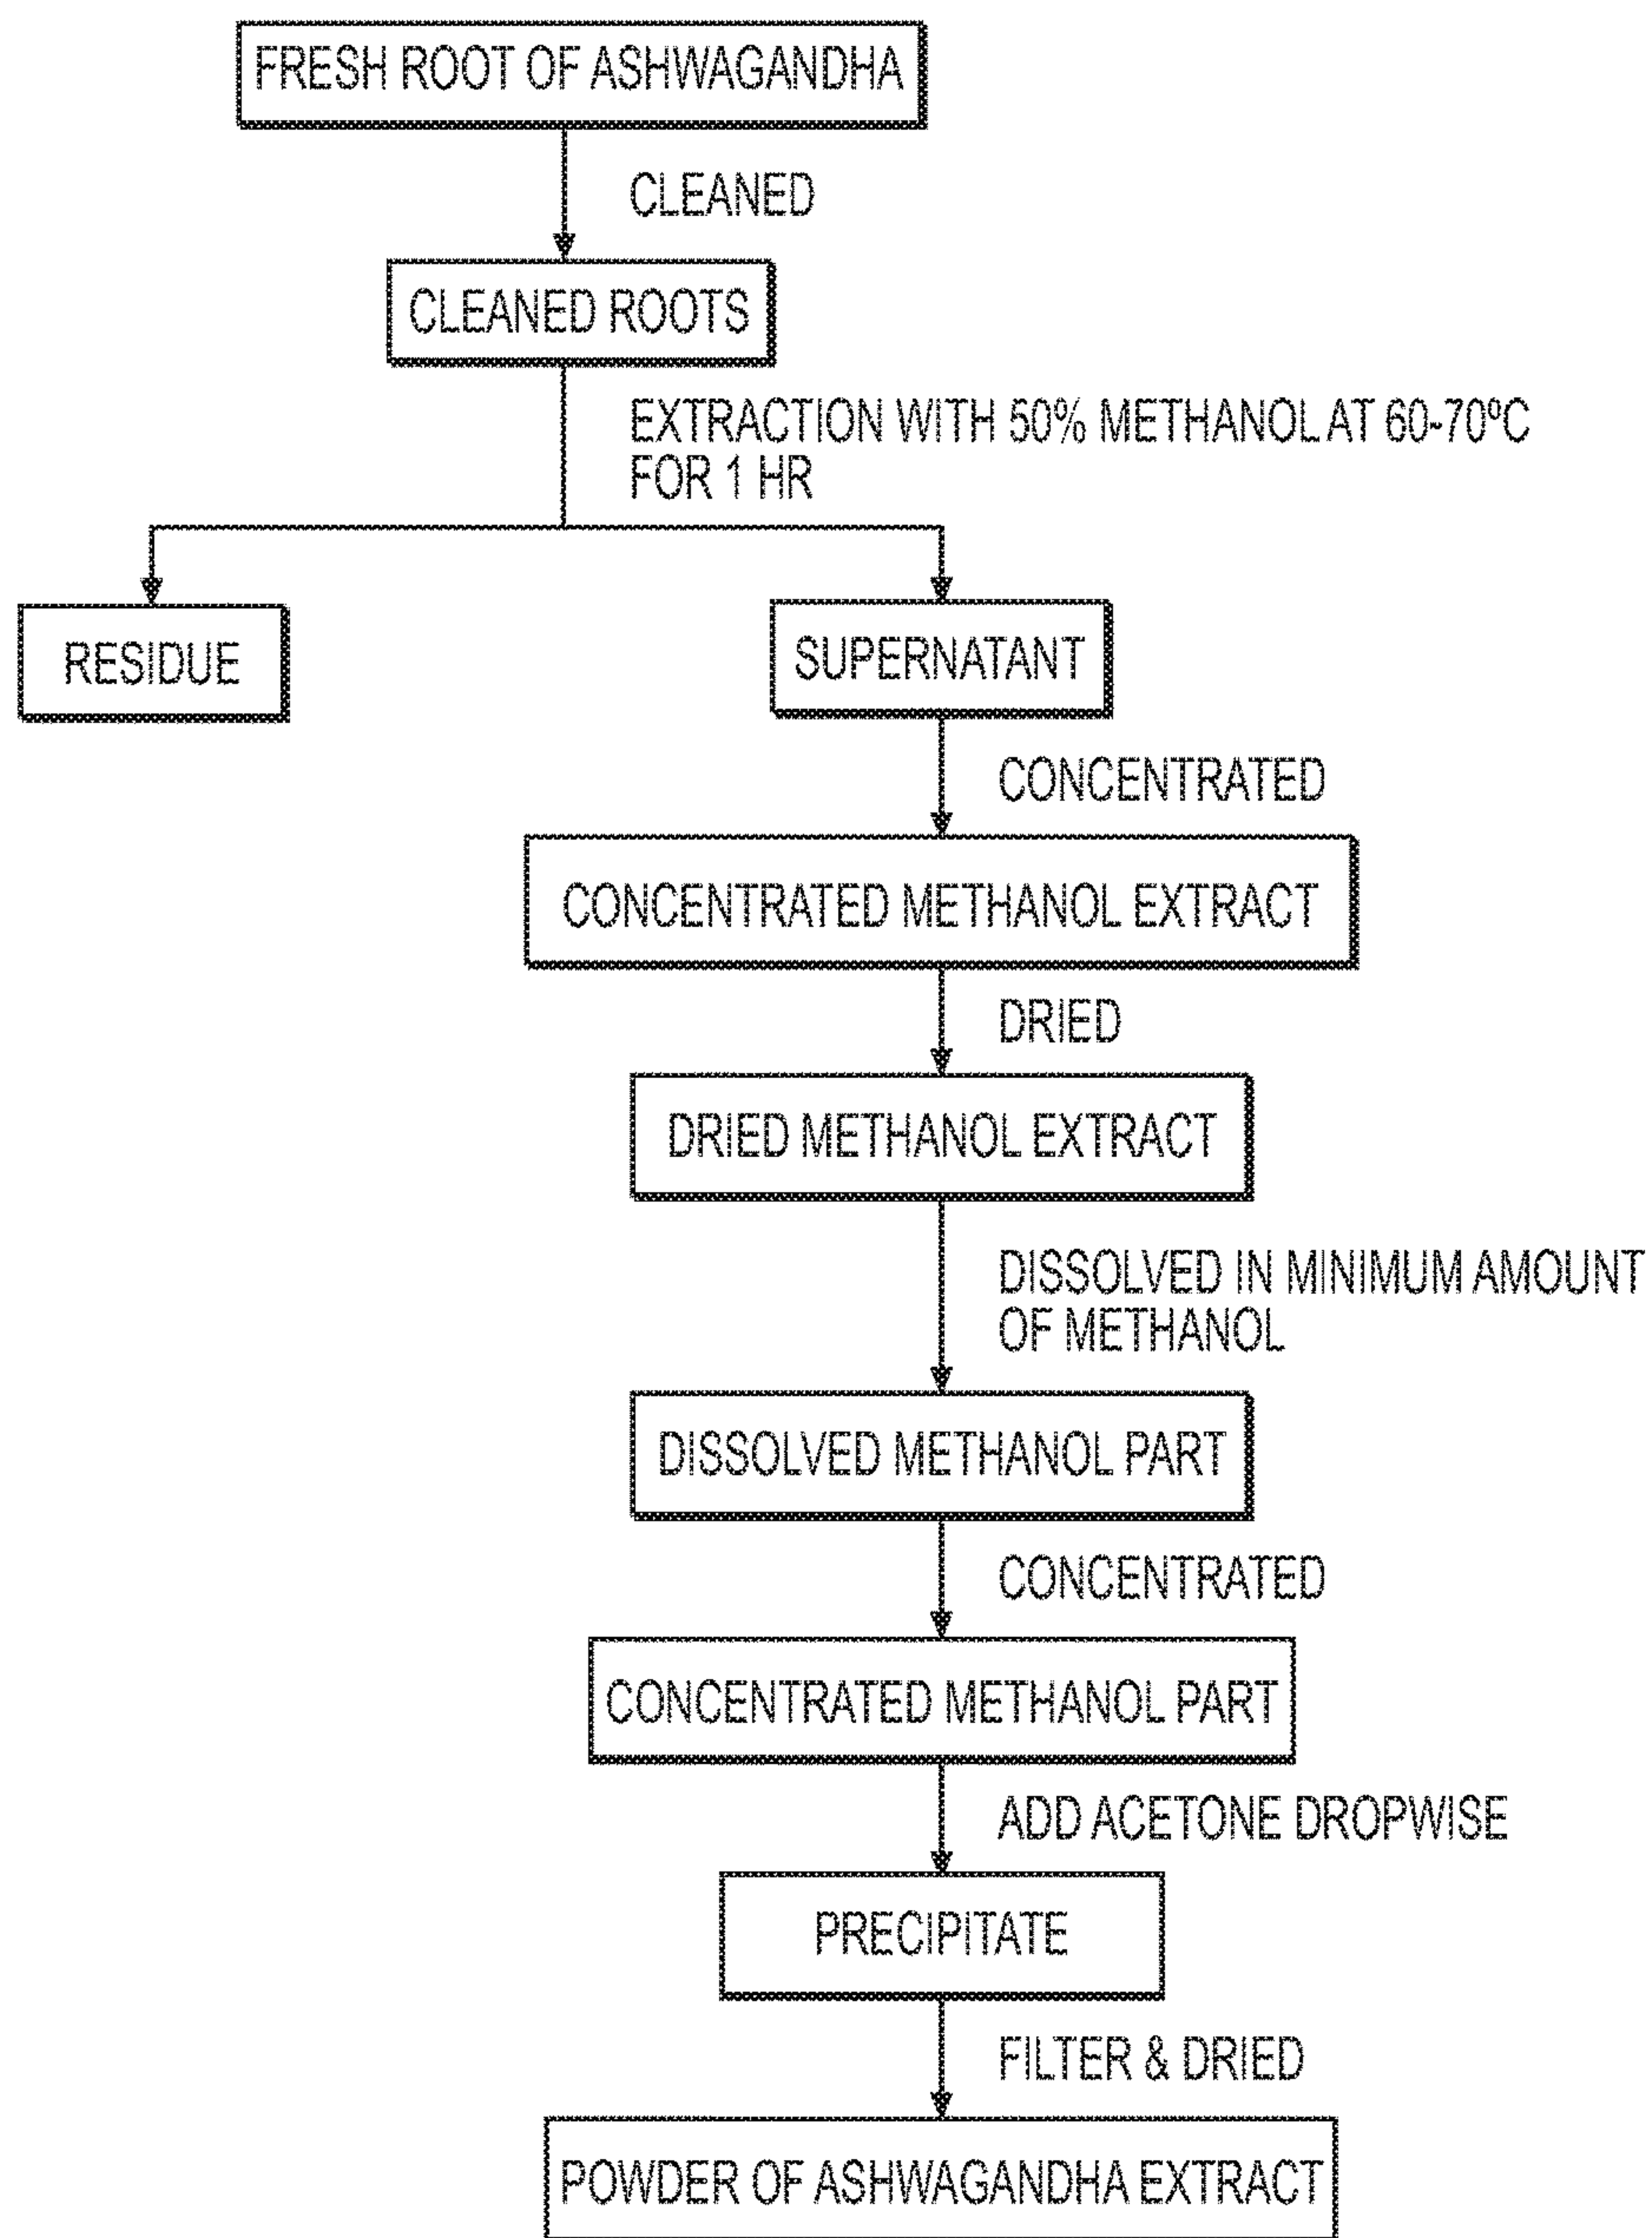 FRESH ROOT OF ASHWAGANDHA
CLEANED
CLEANED ROOTS
EXTRACTION WITH 50% METHANOL AT 60-70ºC
FOR 1 HR
RESIDUE
SUPERNATANT
CONCENTRATED
CONCENTRATED METHANOL EXTRACT
DRIED
DRIED METHANOL EXTRACT
DISSOLVED IN MINIMUM AMOUNT
OF METHANOL
DISSOLVED METHANOL PART
CONCENTRATED
CONCENTRATED METHANOL PART
ADD ACETONE DROPWISE
PRECIPITATE
FILTER & DRIED
POWDER OF ASHWAGANDHA EXTRACT